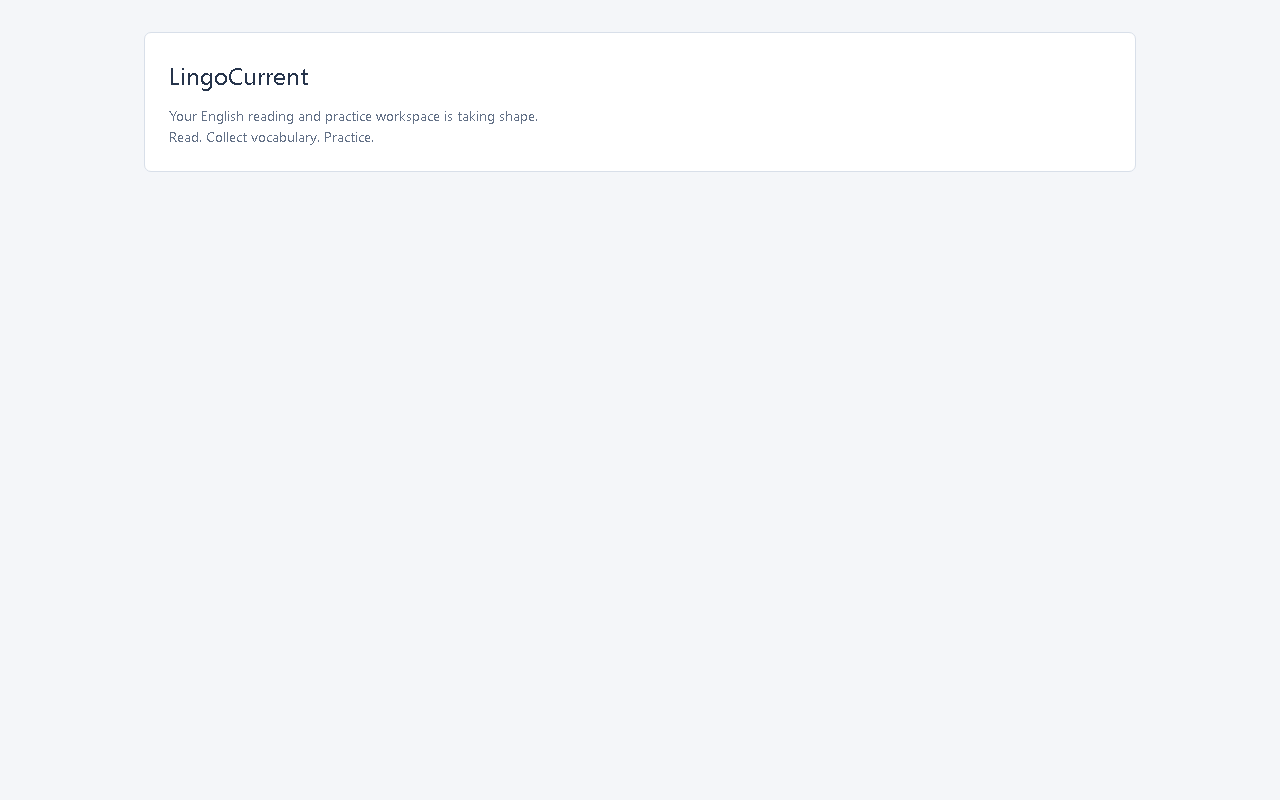 LingoCurrent
Your English reading and practice workspace is taking shape.
Read. Collect vocabulary. Practice.